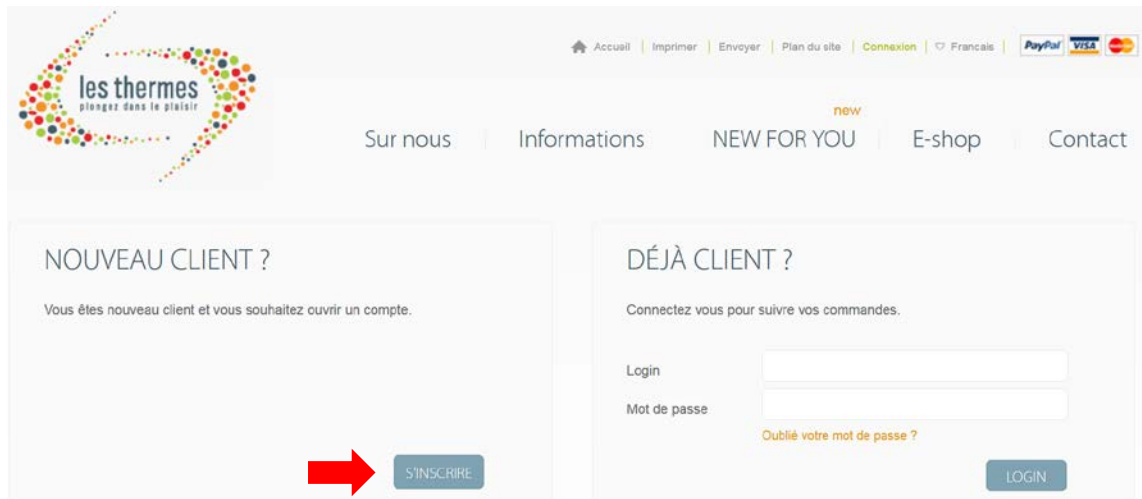 les thermes
plongez dans le plaisir
Accueil | Imprimer | Envoyer | Plan du site | Connexion | Francais |
PayPal VISA
new
Sur nous
Informations
NEW FOR YOU
E-shop
Contact
NOUVEAU CLIENT ?
Vous êtes nouveau client et vous souhaitez ouvrir un compte.
S'INSCRIRE
DÉJÀ CLIENT ?
Connectez vous pour suivre vos commandes.
Login
Mot de passe
Oublié votre mot de passe ?
LOGIN